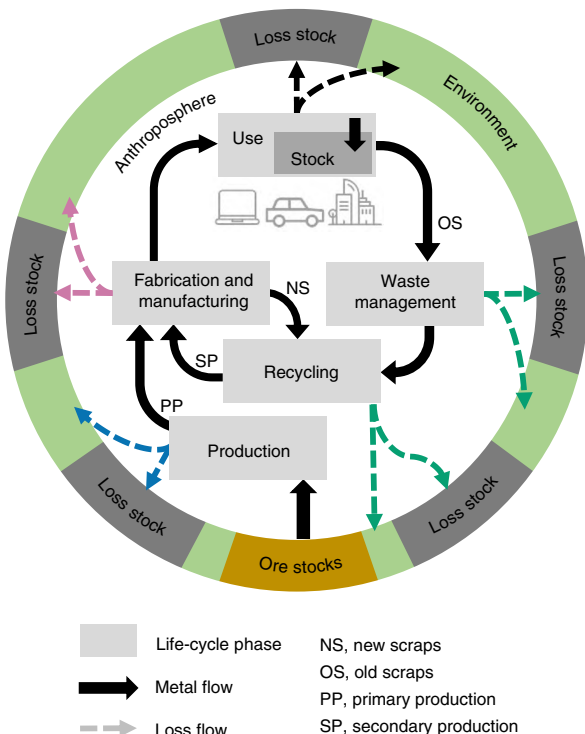 Loss stock
Environment
Anthroposphere
Use
Stock
OS
Loss stock
Fabrication and
manufacturing
NS
Waste
management
Loss stock
SP
Recycling
PP
Production
Loss stock
Loss stock
Ore stocks
Life-cycle phase
Metal flow
Loss flow
NS, new scraps
OS, old scraps
PP, primary production
SP, secondary production